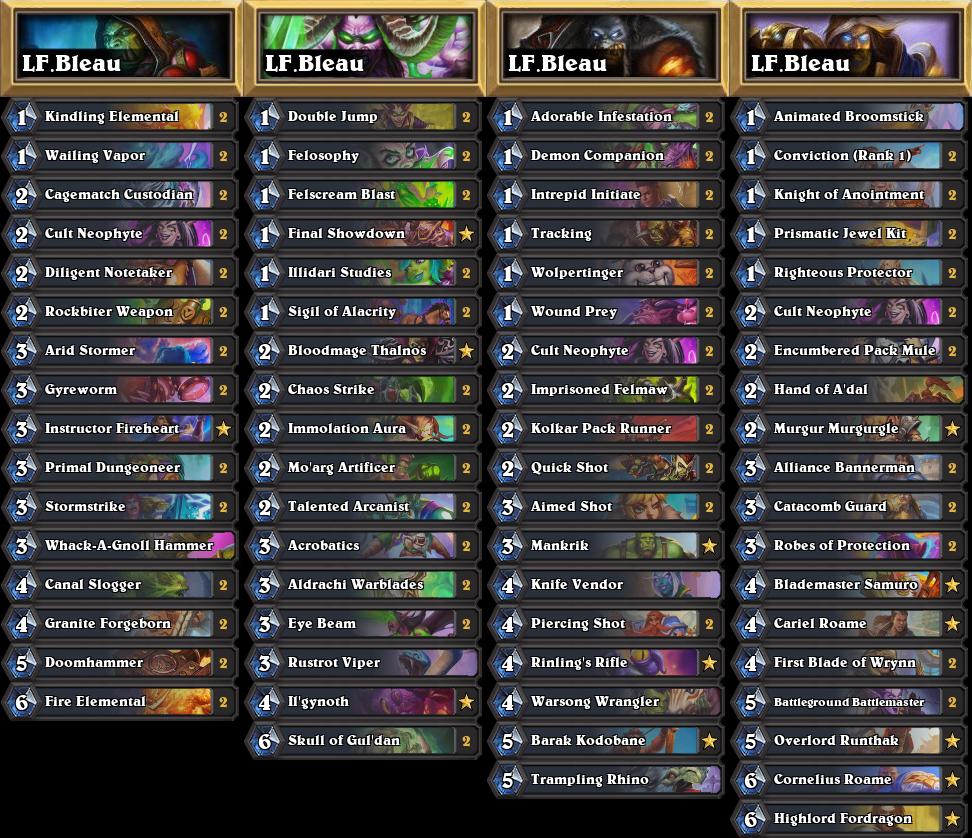 LF.Bleau
1 Kindling Elemental 2
1 Wailing Vapor 2
2 Cagematch Custodian 2
2 Cult Neophyte 2
2 Diligent Notetaker 2
2 Rockbiter Weapon 2
3 Arid Stormer 2
3 Gyreworm 2
3 Instructor Fireheart
3 Primal Dungeoneer 2
3 Stormstrike 2
3 Whack-A-Gnoll Hammer
4 Canal Slogger 2
4 Granite Forgeborn 2
5 Doomhammer 2
6 Fire Elemental 2
LF.Bleau
1 Double Jump 2
1 Felosophy 2
1 Felscream Blast 2
1 Final Showdown
1 Illidari Studies 2
1 Sigil of Alacrity 2
2 Bloodmage Thalnos
2 Chaos Strike 2
2 Immolation Aura 2
2 Mo'arg Artificer 2
2 Talented Arcanist 2
3 Acrobatics 2
3 Aldrachi Warblades 2
3 Eye Beam 2
3 Rustrot Viper
4 Il'gynoth
6 Skull of Gul'dan 2
LF.Bleau
1 Adorable Infestation 2
1 Demon Companion 2
1 Intrepid Initiate 2
1 Tracking 2
1 Wolpertinger 2
1 Wound Prey 2
2 Cult Neophyte 2
2 Imprisoned Felmaw 2
2 Kolkar Pack Runner 2
2 Quick Shot 2
3 Aimed Shot 2
3 Mankrik
4 Knife Vendor
4 Piercing Shot 2
4 Rinling's Rifle
4 Warsong Wrangler 2
5 Barak Kodobane
5 Trampling Rhino
LF.Bleau
1 Animated Broomstick
1 Conviction (Rank 1) 2
1 Knight of Anointment 2
1 Prismatic Jewel Kit 2
1 Righteous Protector 2
2 Cult Neophyte 2
2 Encumbered Pack Mule 2
2 Hand of A'dal
2 Murgur Murgurgle
3 Alliance Bannerman 2
3 Catacomb Guard 2
3 Robes of Protection 2
4 Blademaster Samuro
4 Cariel Roame
4 First Blade of Wrynn 2
5 Battleground Battlemaster 2
5 Overlord Runthak
6 Cornelius Roame
6 Highlord Fordragon